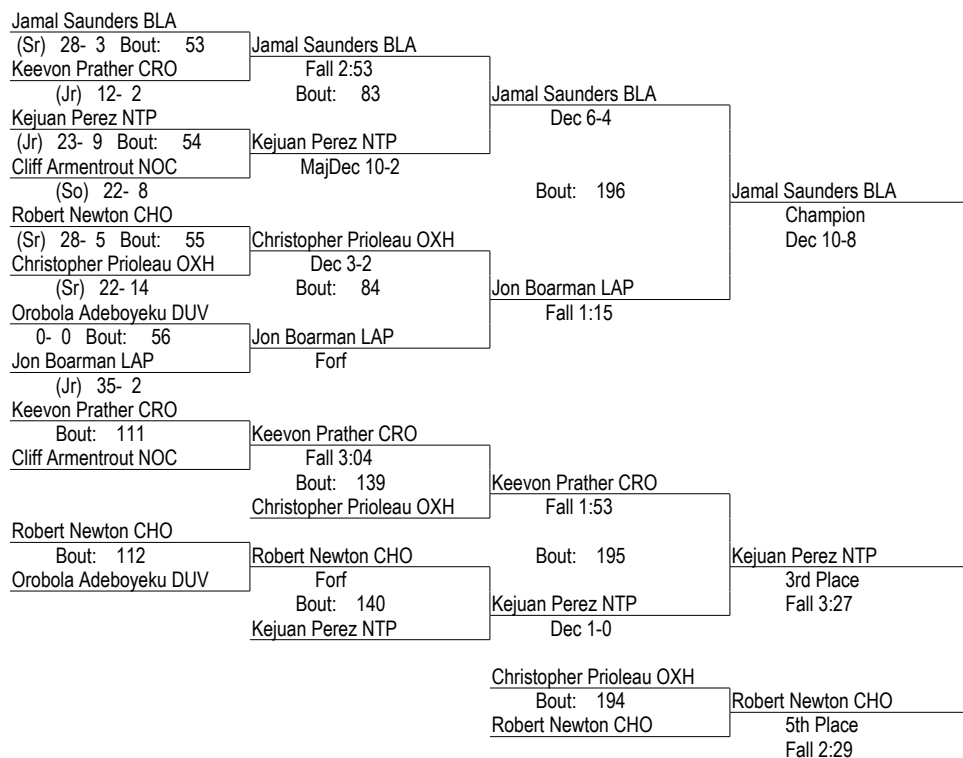 Jamal Saunders BLA
(Sr) 28- 3 Bout: 53
Jamal Saunders BLA
Keevon Prather CRO
Fall 2:53
(Jr) 12- 2
Bout: 83
Jamal Saunders BLA
Kejuan Perez NTP
Dec 6-4
(Jr) 23- 9 Bout: 54
Kejuan Perez NTP
Cliff Armentrout NOC
MajDec 10-2
(So) 22- 8
Bout: 196
Jamal Saunders BLA
Robert Newton CHO
Champion
(Sr) 28- 5 Bout: 55
Christopher Prioleau OXH
Dec 10-8
Christopher Prioleau OXH
Dec 3-2
(Sr) 22- 14
Bout: 84
Jon Boarman LAP
Orobola Adeboyeku DUV
Fall 1:15
0- 0 Bout: 56
Jon Boarman LAP
Jon Boarman LAP
Forf
(Jr) 35- 2
Keevon Prather CRO
Bout: 111
Keevon Prather CRO
Cliff Armentrout NOC
Fall 3:04
Bout: 139
Keevon Prather CRO
Christopher Prioleau OXH
Fall 1:53
Robert Newton CHO
Bout: 112
Robert Newton CHO
Bout: 195
Kejuan Perez NTP
Orobola Adeboyeku DUV
Forf
3rd Place
Bout: 140
Kejuan Perez NTP
Fall 3:27
Kejuan Perez NTP
Dec 1-0
Christopher Prioleau OXH
Bout: 194
Robert Newton CHO
Robert Newton CHO
5th Place
Fall 2:29